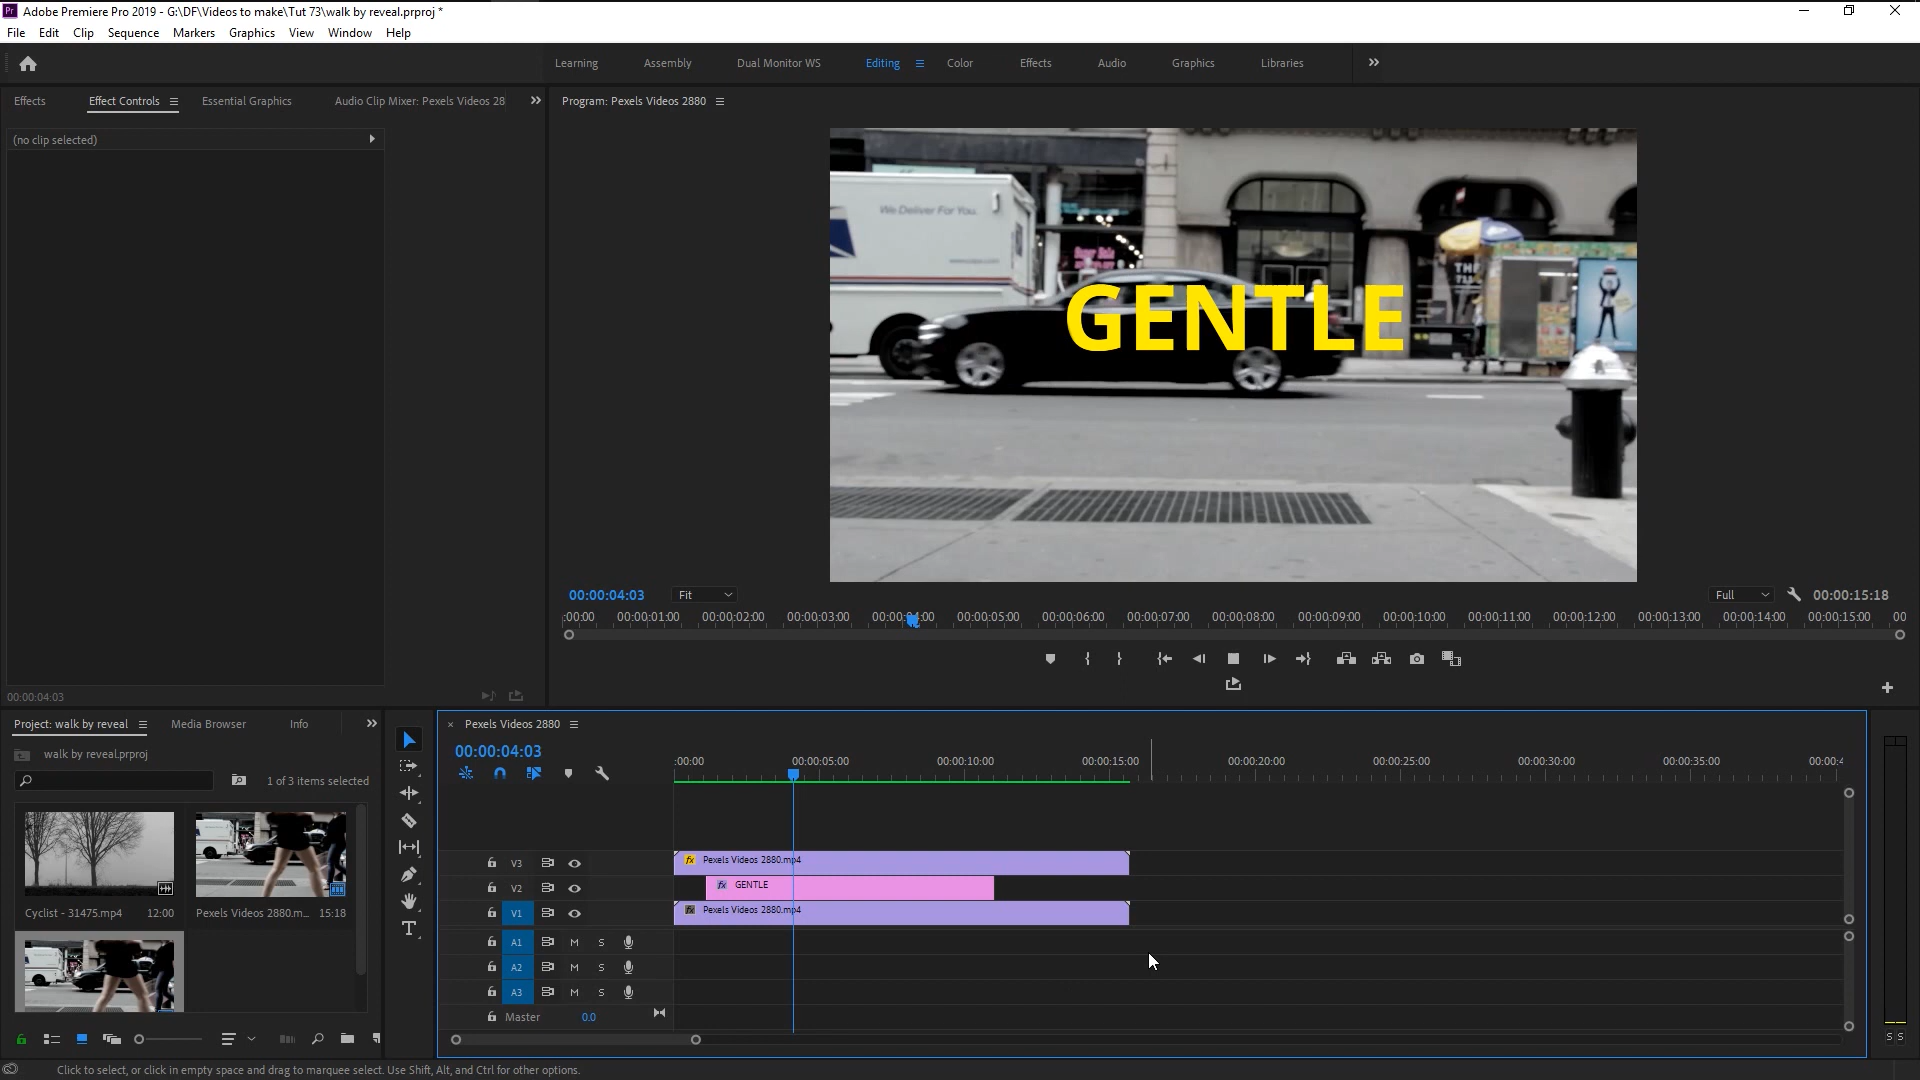 Adobe Premiere Pro 2019 - G:\DF\Videos to make\Tut 73\walk by reveal.prproj *
File Edit Clip Sequence Markers Graphics View Window Help
Learning Assembly Dual Monitor WS Editing Color Effects Audio Graphics Libraries
Effects Effect Controls Essential Graphics Audio Clip Mixer: Pexels Videos 28
(no clip selected)
00:00:04:03
Program: Pexels Videos 2880
We Deliver For You.
GENTLE
THE
00:00:04:03 Fit Full 00:00:15:18
:00:00 00:00:01:00 00:00:02:00 00:00:03:00 00:00:04:00 00:00:05:00 00:00:06:00 00:00:07:00 00:00:08:00 00:00:09:00 00:00:10:00 00:00:11:00 00:00:12:00 00:00:13:00 00:00:14:00 00:00:15:00 00
Project: walk by reveal Media Browser Info
walk by reveal.prproj
1 of 3 items selected
Cyclist - 31475.mp4 12:00
Pexels Videos 2880.m... 15:18
Pexels Videos 2880
00:00:04:03
:00:00 00:00:05:00 00:00:10:00 00:00:15:00 00:00:20:00 00:00:25:00 00:00:30:00 00:00:35:00 00:00:4
V3 fx Pexels Videos 2880.mp4
V2 fx GENTLE
V1 fx Pexels Videos 2880.mp4
A1 M S
A2 M S
A3 M S
Master 0.0
S S
Click to select, or click in empty space and drag to marquee select. Use Shift, Alt, and Ctrl for other options.